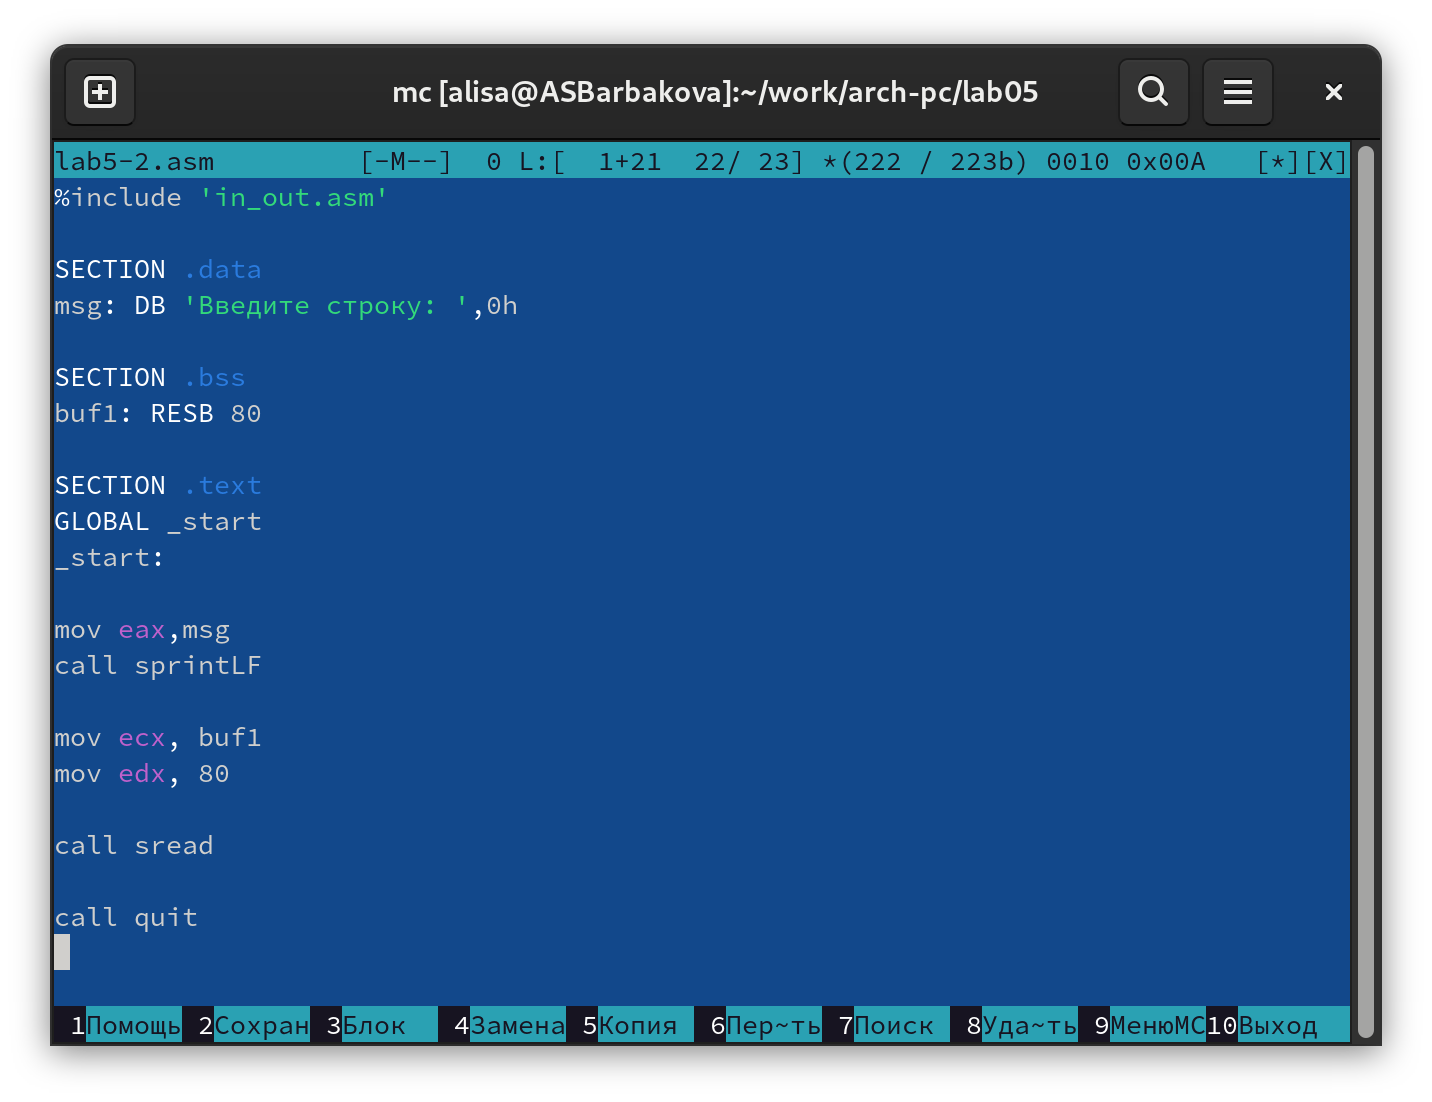 mc [alisa@ASBarbakova]:~/work/arch-pc/lab05
lab5-2.asm [-M--] 0 L:[ 1+21 22/ 23] *(222 / 223b) 0010 0x00A [*][X]
%include 'in_out.asm'
SECTION .data
msg: DB 'Введите строку: ',0h
SECTION .bss
buf1: RESB 80
SECTION .text
GLOBAL _start
_start:
mov eax,msg
call sprintLF
mov ecx, buf1
mov edx, 80
call sread
call quit
1Помощь 2Сохран 3Блок 4Замена 5Копия 6Пер~ть 7Поиск 8Уда~ть 9МенюMC10Выход